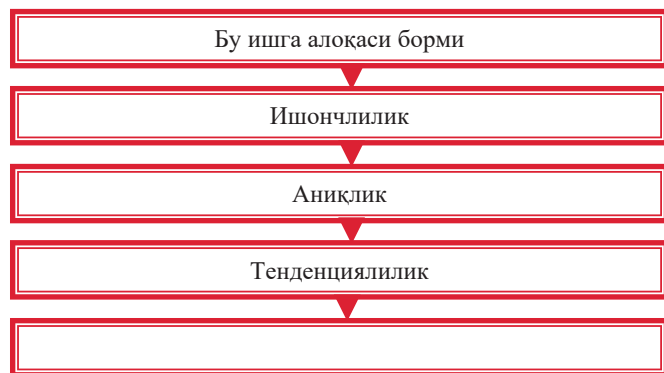 Бу ишга алоқаси борми
Ишончлилик
Аниқлик
Тенденциялилик